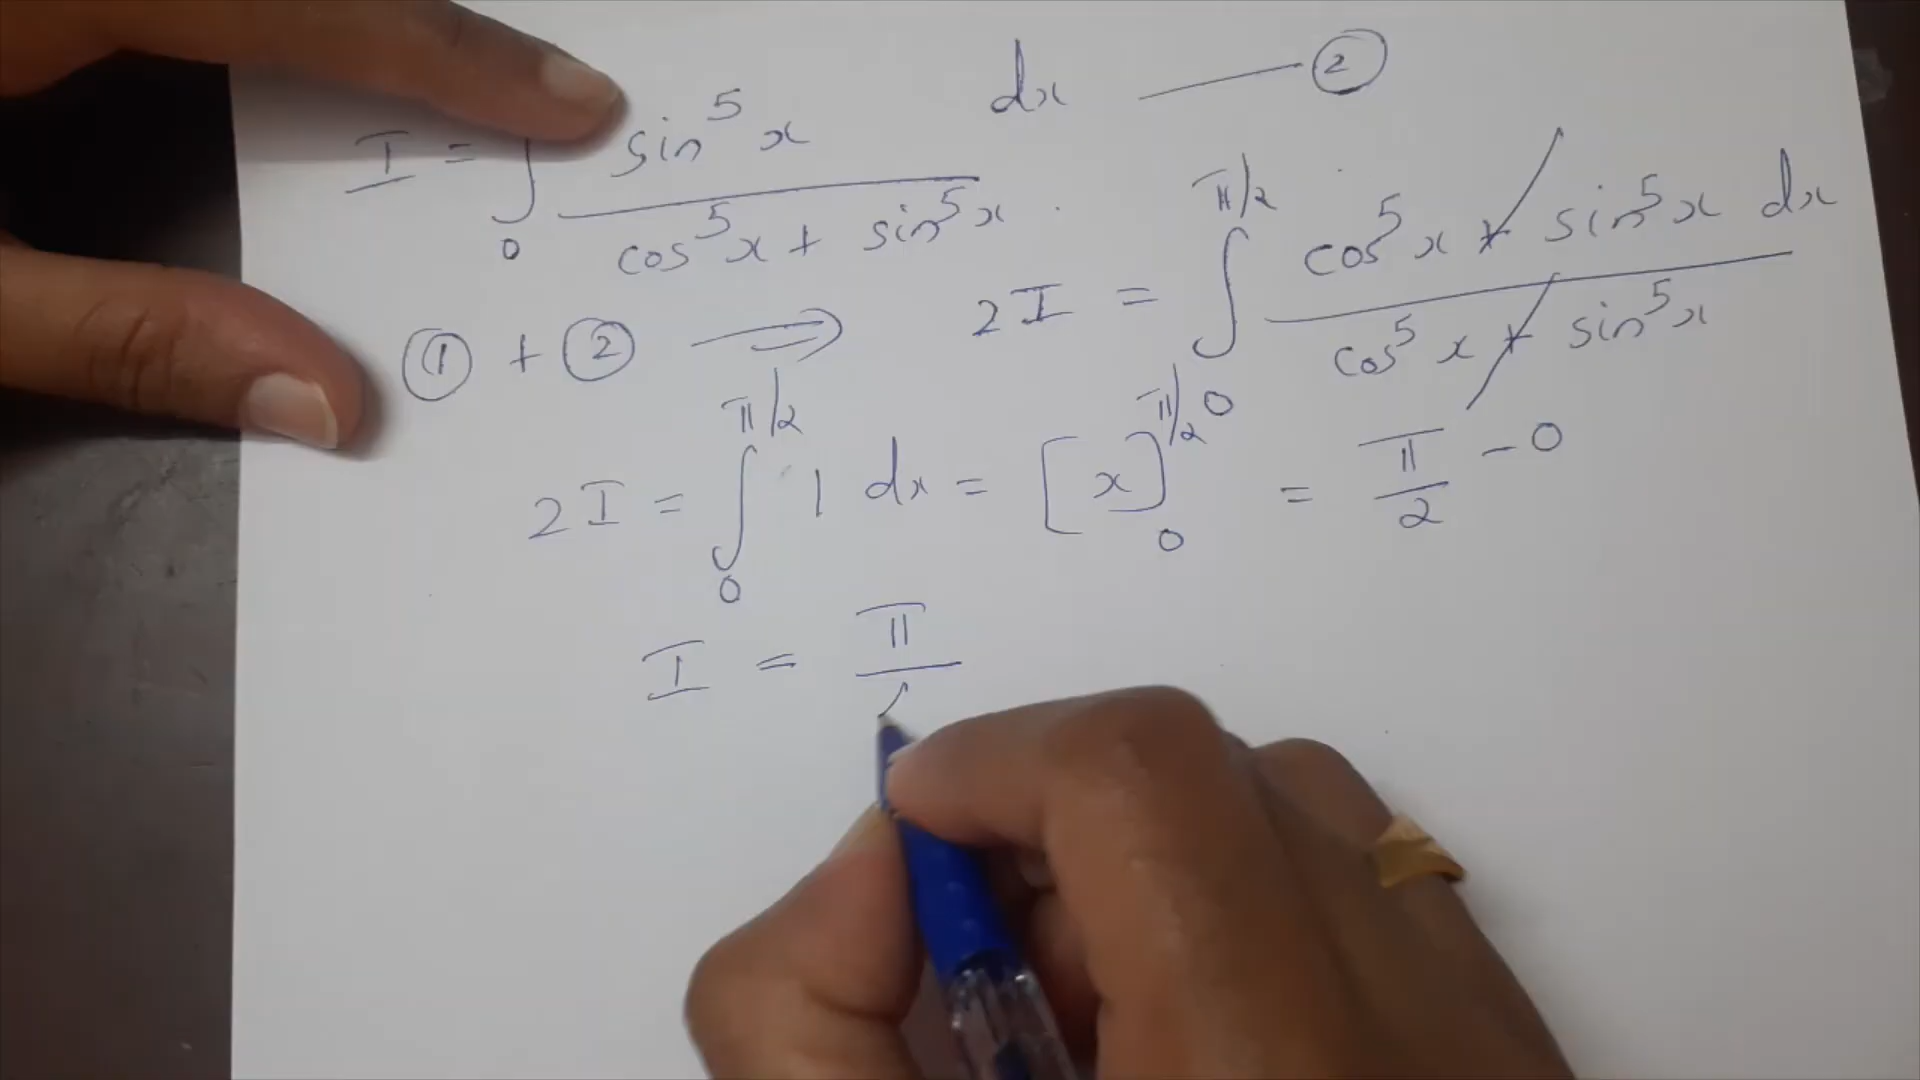 I = ∫₀ sin⁵x / cos⁵x + sin⁵x dx —— ②
① + ② ⟹ 2I = ∫₀^π/2 cos⁵x + sin⁵x dx / cos⁵x + sin⁵x
2I = ∫₀^π/2 1 dx = [x]₀^π/2 = π/2 - 0
I = π/